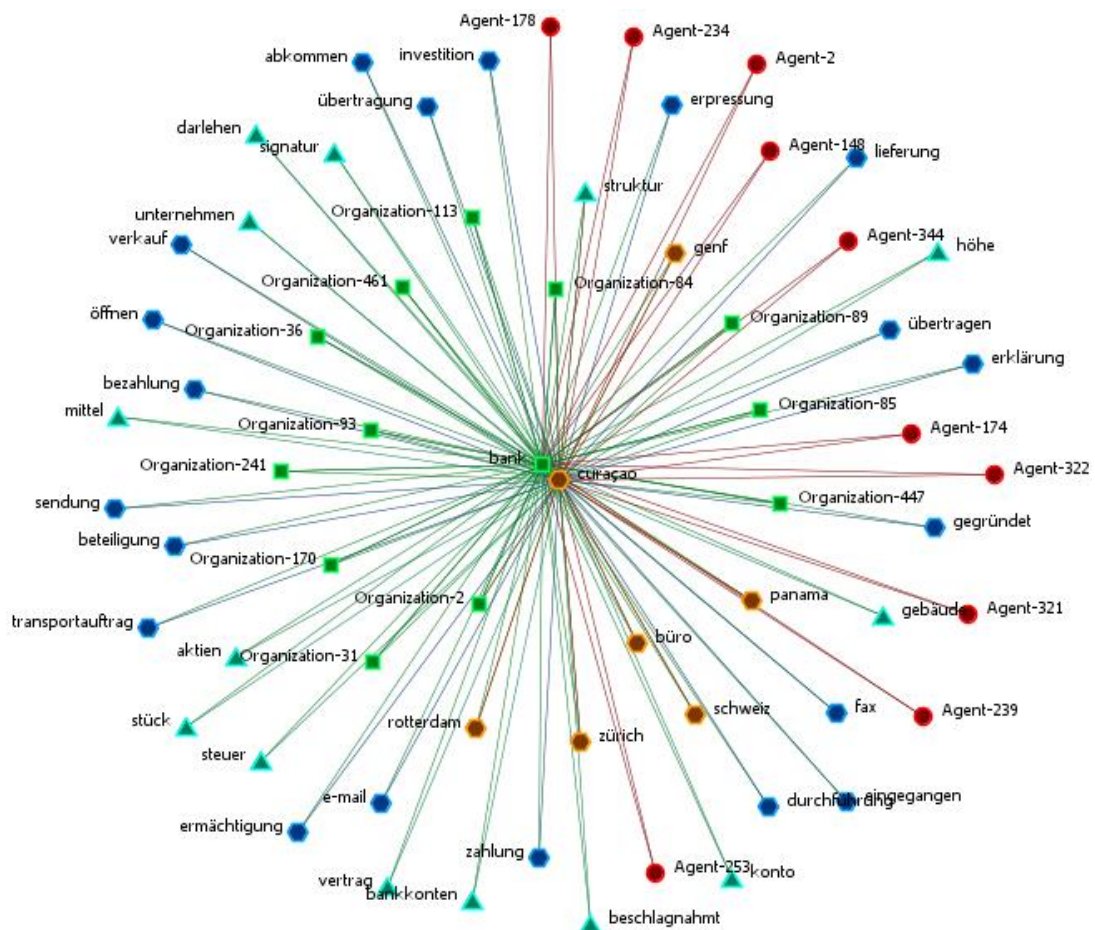 Agent-178
Agent-234
abkommen
investition
Agent-2
übertragung
erpressung
darlehen
signatur
Agent-148
lieferung
struktur
unternehmen
Organization-113
verkauf
genf
Agent-344
höhe
Organization-461
Organization-84
öffnen
Organization-36
Organization-89
übertragen
erklärung
bezahlung
mittel
Organization-93
Organization-85
Agent-174
bank
Organization-241
curaçao
Agent-322
sendung
Organization-447
gegründet
beteiligung
Organization-170
Organization-2
panama
gebäude
Agent-321
transportauftrag
büro
aktien
Organization-31
stück
rotterdam
schweiz
fax
Agent-239
steuer
zürich
e-mail
durchführung
eingegangen
ermächtigung
zahlung
Agent-253
konto
vertrag
bankkonten
beschlagnahmt